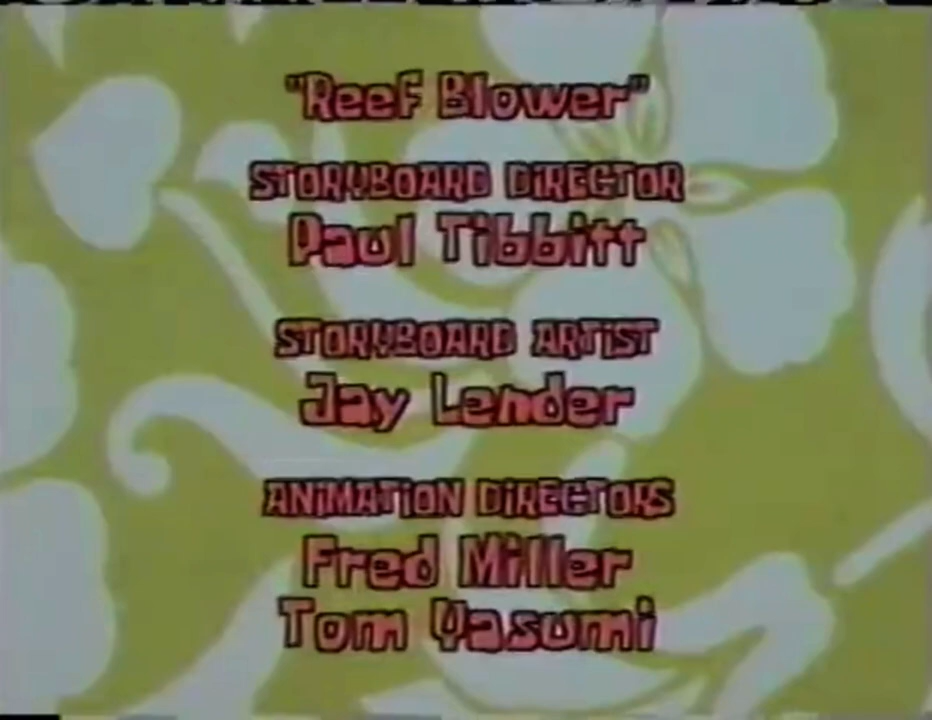 "Reef Blower"
STORYBOARD DIRECTOR
Paul Tibbitt
STORYBOARD ARTIST
Jay Lender
ANIMATION DIRECTORS
Fred Miller
Tom Yasumi